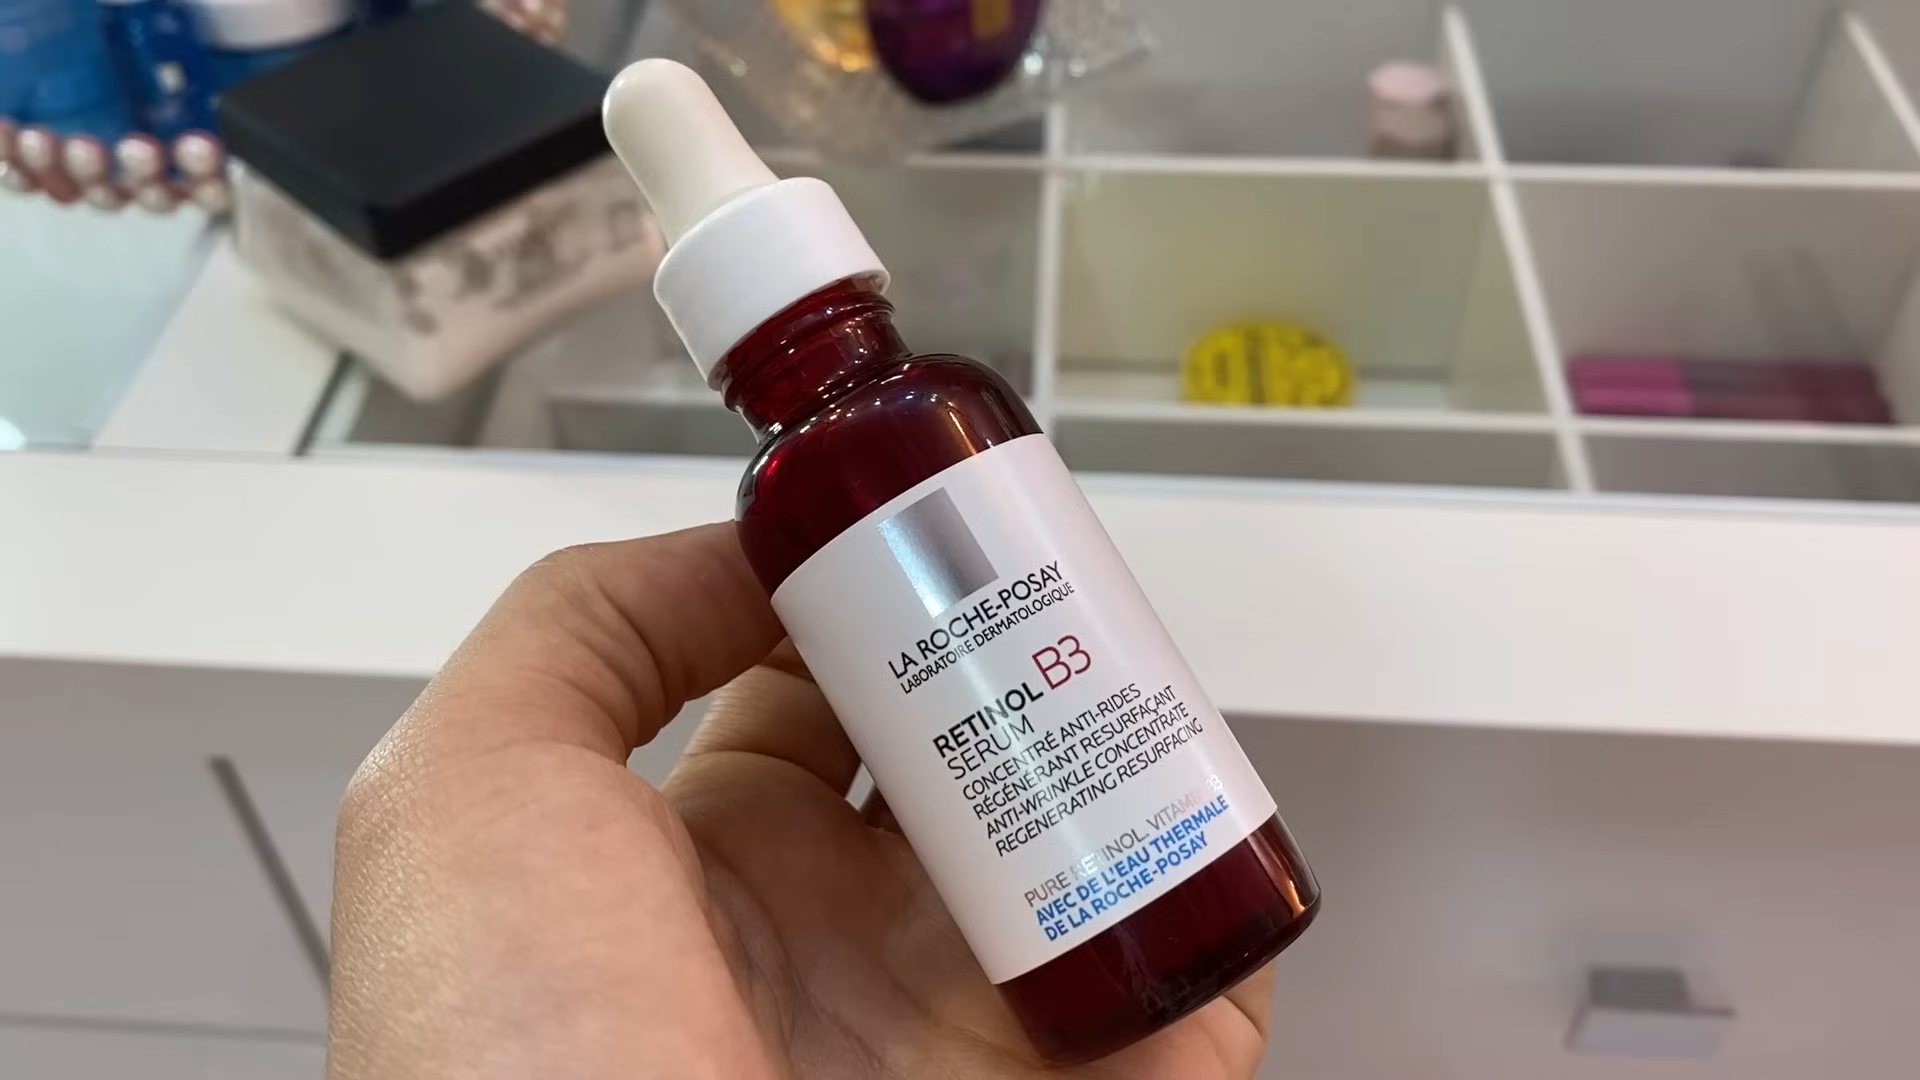 LA ROCHE-POSAY
LABORATOIRE DERMATOLOGIQUE
RETINOL B3
SERUM
CONCENTRÉ ANTI-RIDES
RÉGÉNÉRANT RESURFAÇANT
ANTI-WRINKLE CONCENTRATE
REGENERATING RESURFACING
PURE RETINOL. VITAMIN B3
AVEC DE L'EAU THERMALE
DE LA ROCHE-POSAY